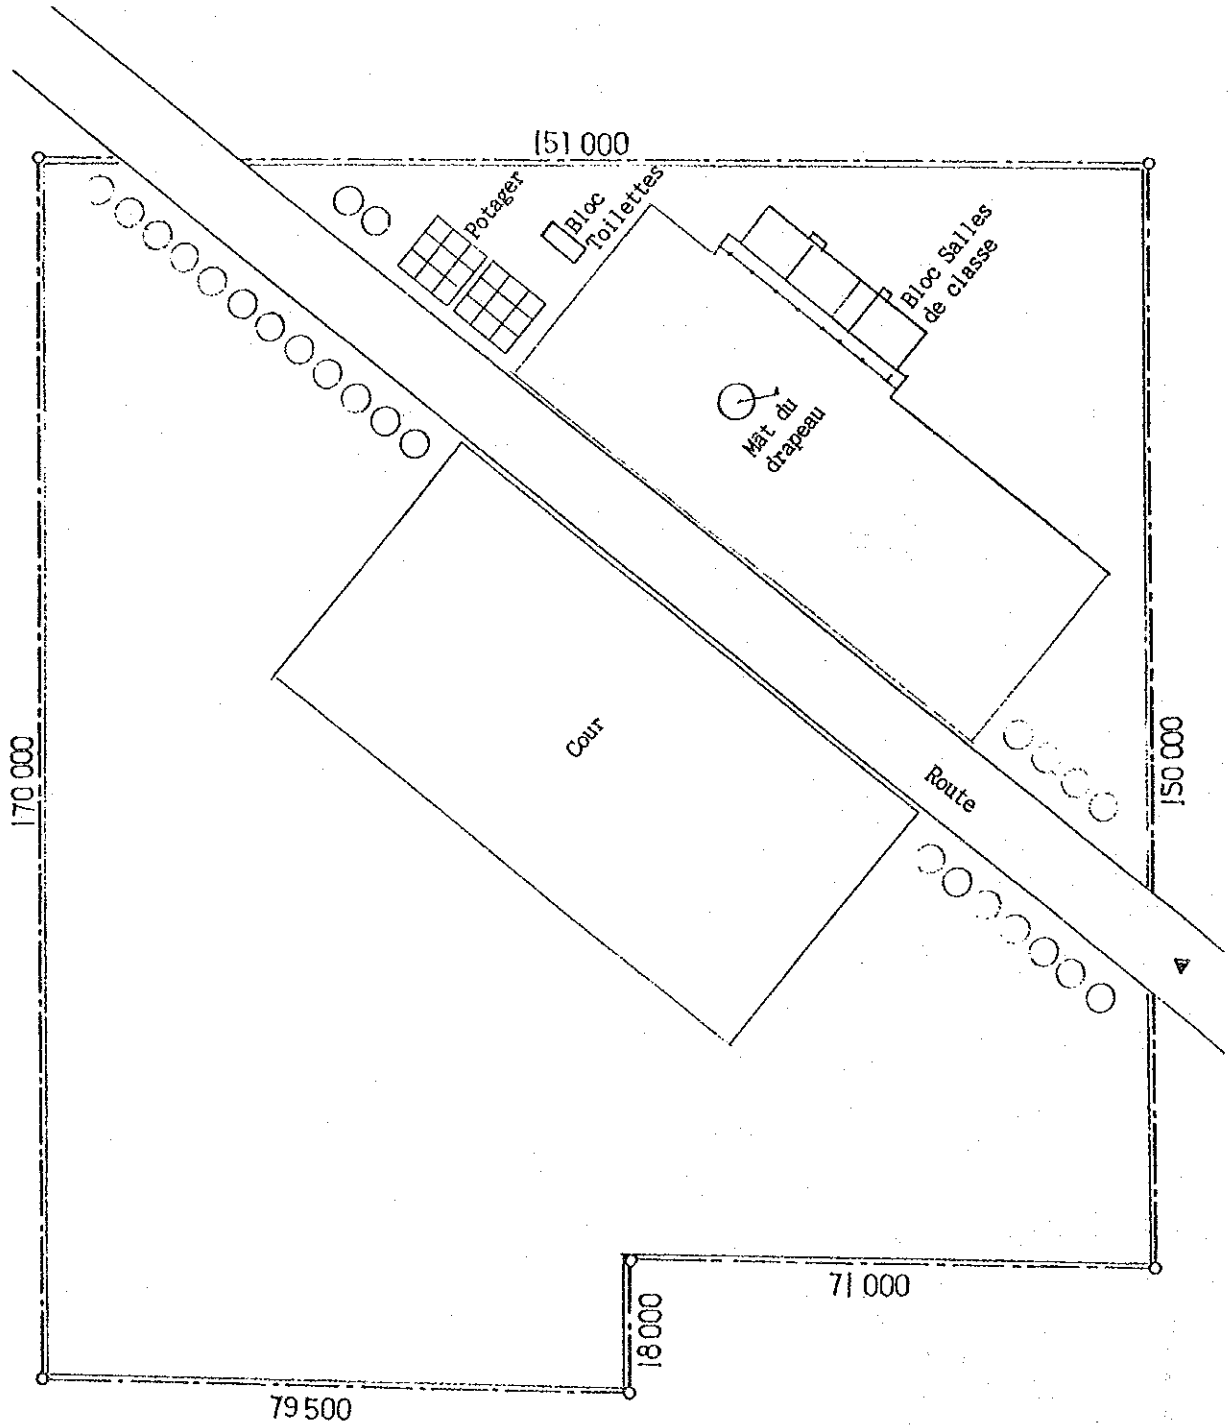 151 000
Potager
Bloc
Toilettes
Bloc Salles
de classe
Mât du
drapeau
Cour
Route
170 000
150 000
71 000
18 000
79 500